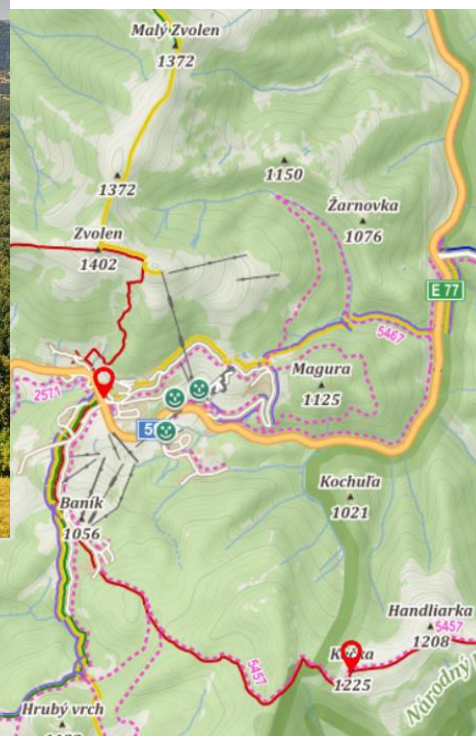 Malý Zvolen
1372
1150
1372
Žarnovka
1076
Zvolen
1402
E 77
5467
Magura
1125
2571
Kochuľa
1021
Baník
1056
Handliarka
1208
5457
5457
1225
Národný
Hrubý vrch